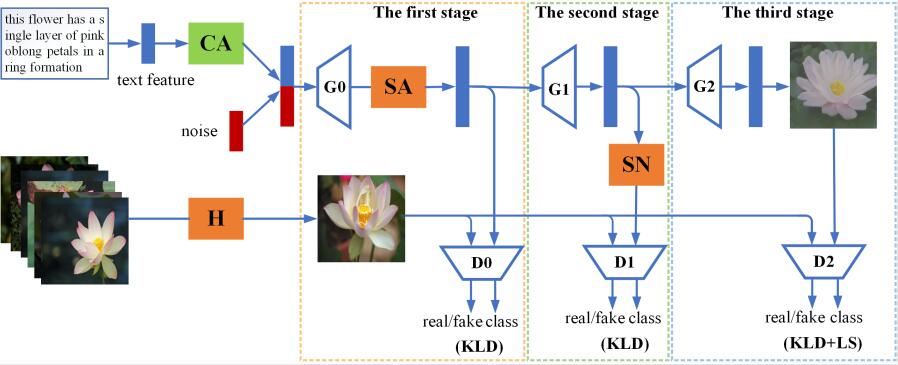 The first stage
The second stage
The third stage
this flower has a s
ingle layer of pink
oblong petals in a
ring formation
CA
text feature
noise
G0
SA
G1
G2
SN
H
D0
D1
D2
real/fake class
(KLD)
real/fake class
(KLD)
real/fake class
(KLD+LS)